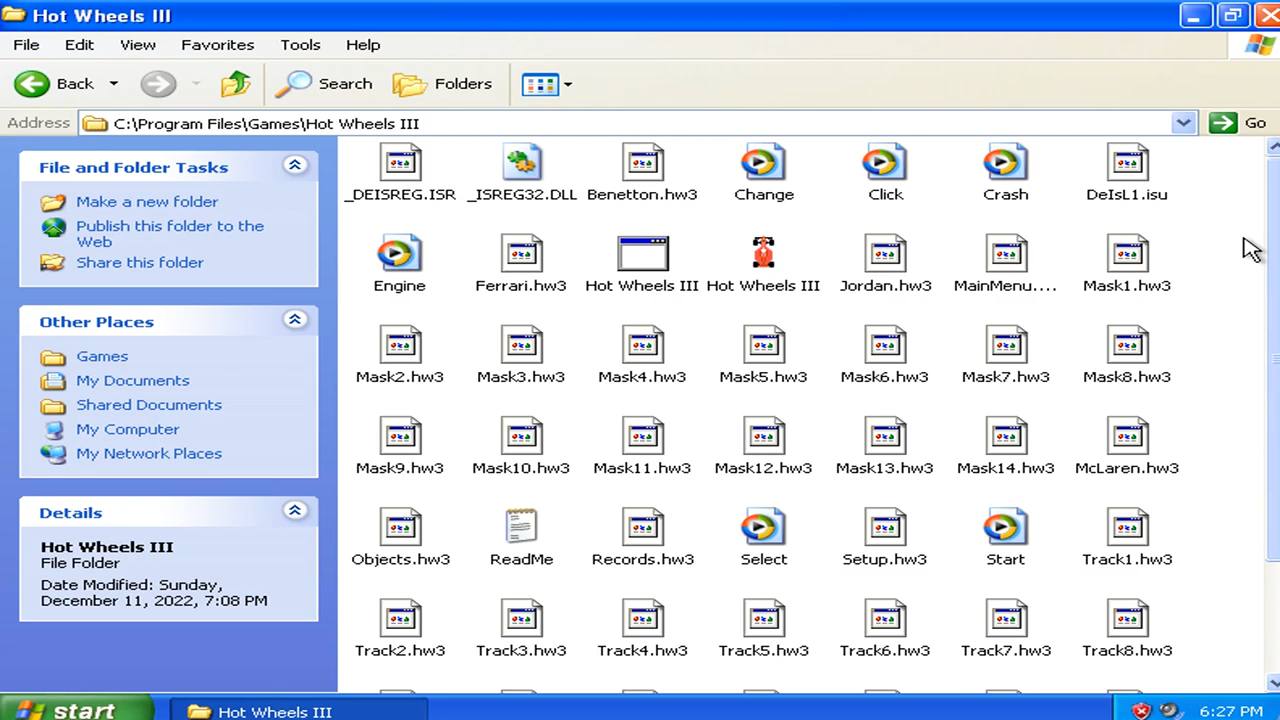 Hot Wheels III
File Edit View Favorites Tools Help
Back Search Folders
Address C:\Program Files\Games\Hot Wheels III Go
File and Folder Tasks
Make a new folder
Publish this folder to the
Web
Share this folder
Other Places
Games
My Documents
Shared Documents
My Computer
My Network Places
Details
Hot Wheels III
File Folder
Date Modified: Sunday,
December 11, 2022, 7:08 PM
_DEISREG.ISR _ISREG32.DLL Benetton.hw3 Change Click Crash DeIsL1.isu
Engine Ferrari.hw3 Hot Wheels III Hot Wheels III Jordan.hw3 MainMenu.... Mask1.hw3
Mask2.hw3 Mask3.hw3 Mask4.hw3 Mask5.hw3 Mask6.hw3 Mask7.hw3 Mask8.hw3
Mask9.hw3 Mask10.hw3 Mask11.hw3 Mask12.hw3 Mask13.hw3 Mask14.hw3 McLaren.hw3
Objects.hw3 ReadMe Records.hw3 Select Setup.hw3 Start Track1.hw3
Track2.hw3 Track3.hw3 Track4.hw3 Track5.hw3 Track6.hw3 Track7.hw3 Track8.hw3
start Hot Wheels III 6:27 PM